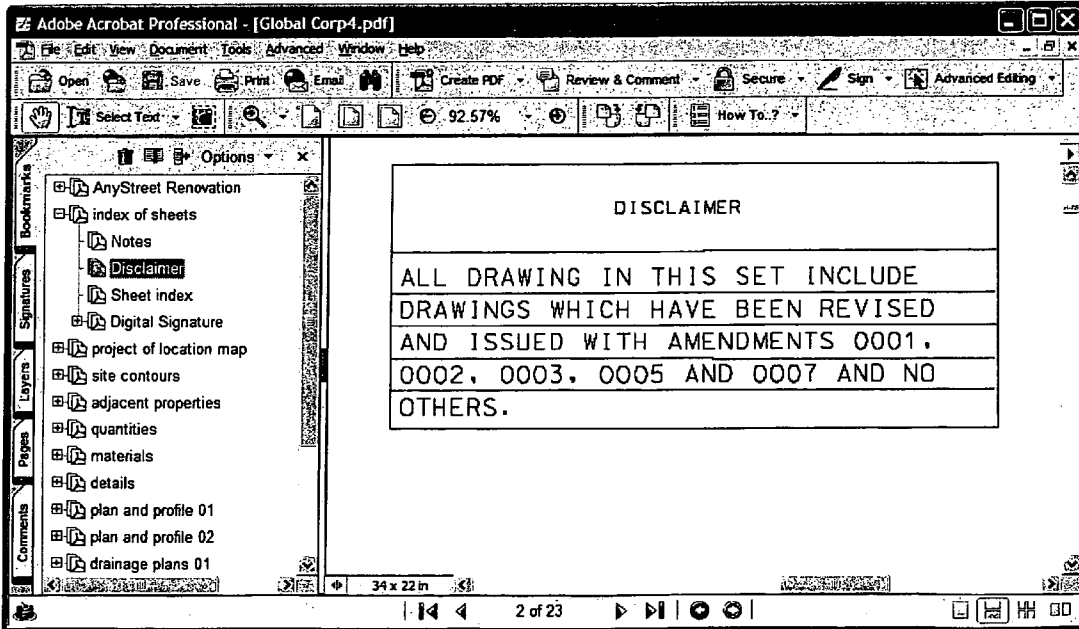 Adobe Acrobat Professional - [Global Corp4.pdf]
File Edit View Document Tools Advanced Window Help
Open Save Print Email Create PDF Review & Comment Secure Sign Advanced Editing
Select Text 92.57% How To..?
Options
Bookmarks
Signatures
Layers
Pages
Comments
AnyStreet Renovation
index of sheets
Notes
Disclaimer
Sheet index
Digital Signature
project of location map
site contours
adjacent properties
quantities
materials
details
plan and profile 01
plan and profile 02
drainage plans 01
DISCLAIMER
ALL DRAWING IN THIS SET INCLUDE
DRAWINGS WHICH HAVE BEEN REVISED
AND ISSUED WITH AMENDMENTS 0001,
0002, 0003, 0005 AND 0007 AND NO
OTHERS.
34 x 22 in
2 of 23